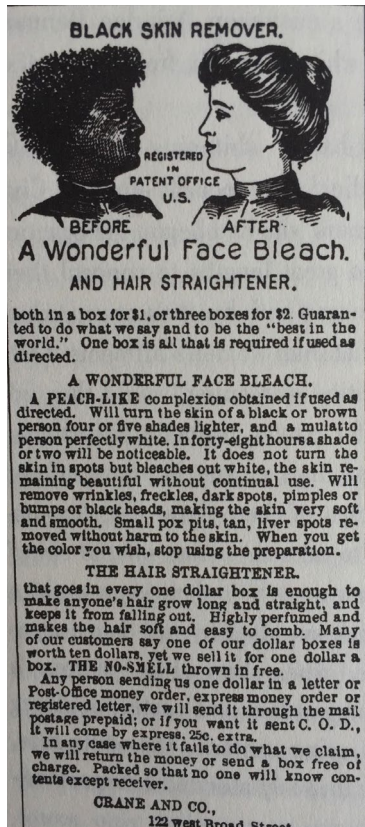 BLACK SKIN REMOVER.
REGISTERED
IN
PATENT OFFICE
U.S.
BEFORE
AFTER
A Wonderful Face Bleach.
AND HAIR STRAIGHTENER.
both in a box for $1, or three boxes for $2. Guaran-
ted to do what we say and to be the "best in the
world." One box is all that is required if used as
directed.
A WONDERFUL FACE BLEACH.
A PEACH-LIKE complexion obtained if used as
directed. Will turn the skin of a black or brown
person four or five shades lighter, and a mulatto
person perfectly white. In forty-eight hours a shade
or two will be noticeable. It does not turn the
skin in spots but bleaches out white, the skin re-
maining beautiful without continual use. Will
remove wrinkles, freckles, dark spots, pimples or
bumps or black heads, making the skin very soft
and smooth. Small pox pits, tan, liver spots re-
moved without harm to the skin. When you get
the color you wish, stop using the preparation.
THE HAIR STRAIGHTENER.
that goes in every one dollar box is enough to
make anyone's hair grow long and straight, and
keeps it from falling out. Highly perfumed and
makes the hair soft and easy to comb. Many
of our customers say one of our dollar boxes is
worth ten dollars, yet we sell it for one dollar a
box. THE NO-SMELL thrown in free.
Any person sending us one dollar in a letter or
Post-Office money order, express money order or
registered letter, we will send it through the mail
postage prepaid; or if you want it sent C. O. D.,
it will come by express, 25c. extra.
In any case where it fails to do what we claim,
we will return the money or send a box free of
charge. Packed so that no one will know con-
tents except receiver.
CRANE AND CO.,
122 west Broad Street